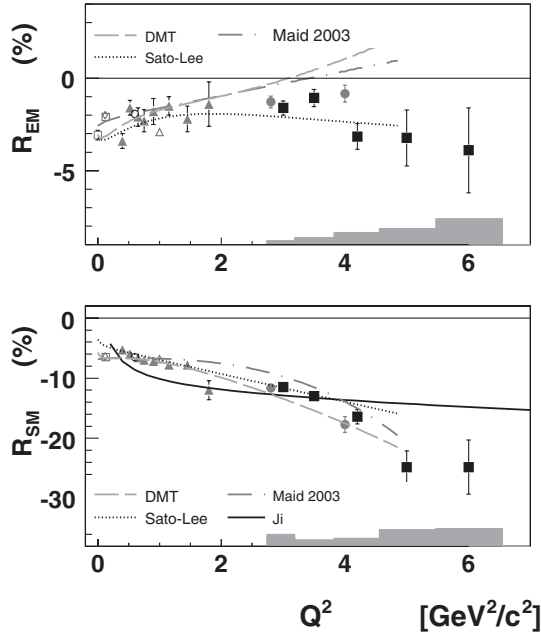 R_EM (%)
DMT
Maid 2003
Sato-Lee
0
-5
0 2 4 6
R_SM (%)
0
-10
-20
-30
DMT
Maid 2003
Sato-Lee
Ji
0 2 4 6
Q² [GeV²/c²]